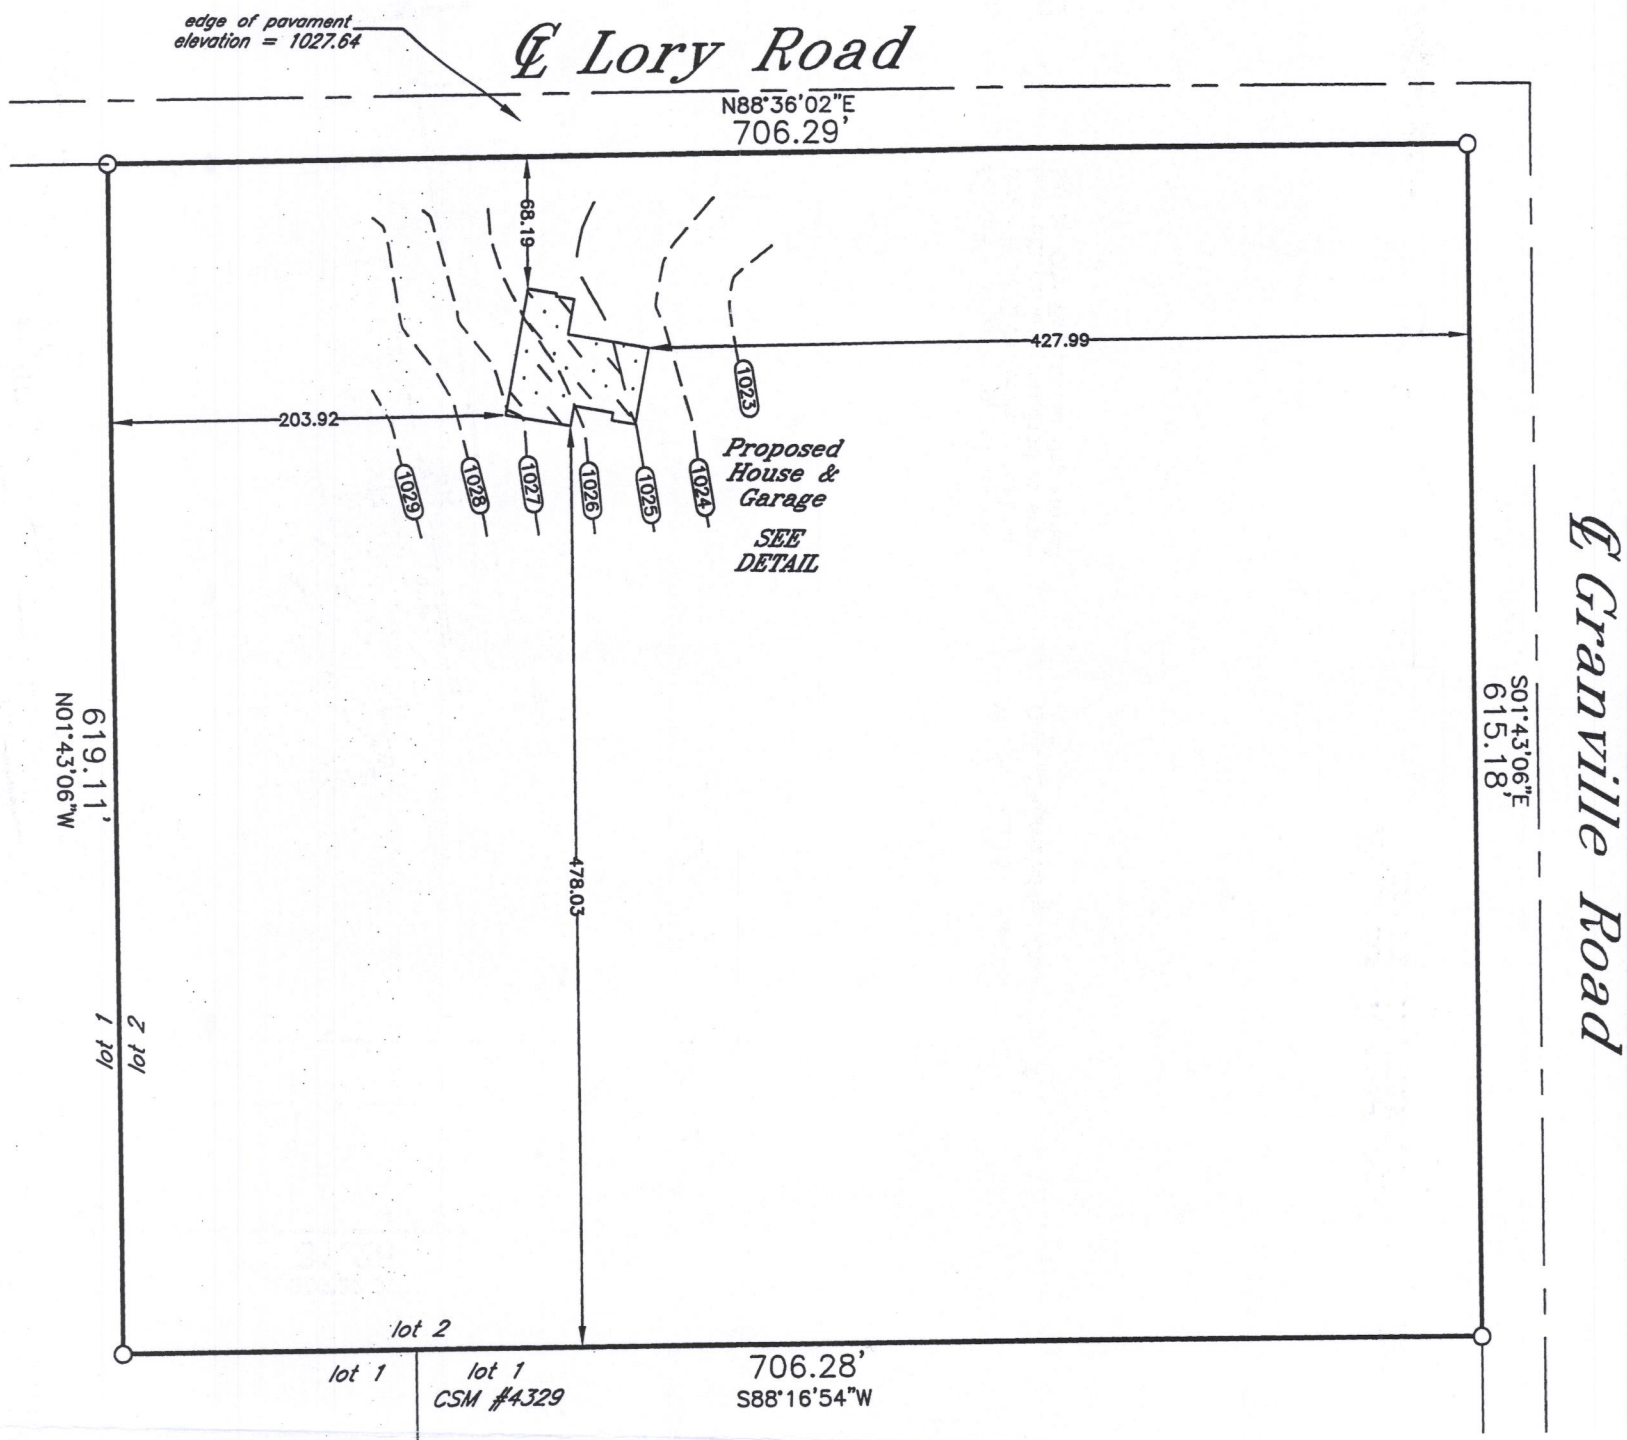 edge of pavament
elevation = 1027.64
℄ Lory Road
N88°36'02"E
706.29'
68.19
427.99
203.92
1023
1029
1028
1027
1026
1025
1024
Proposed
House &
Garage
SEE
DETAIL
℄ Granville Road
S01°43'06"E
615.18'
619.11'
N01°43'06"W
478.03
lot 2
lot 1
lot 2
lot 1
lot 1
CSM #4329
706.28'
S88°16'54"W